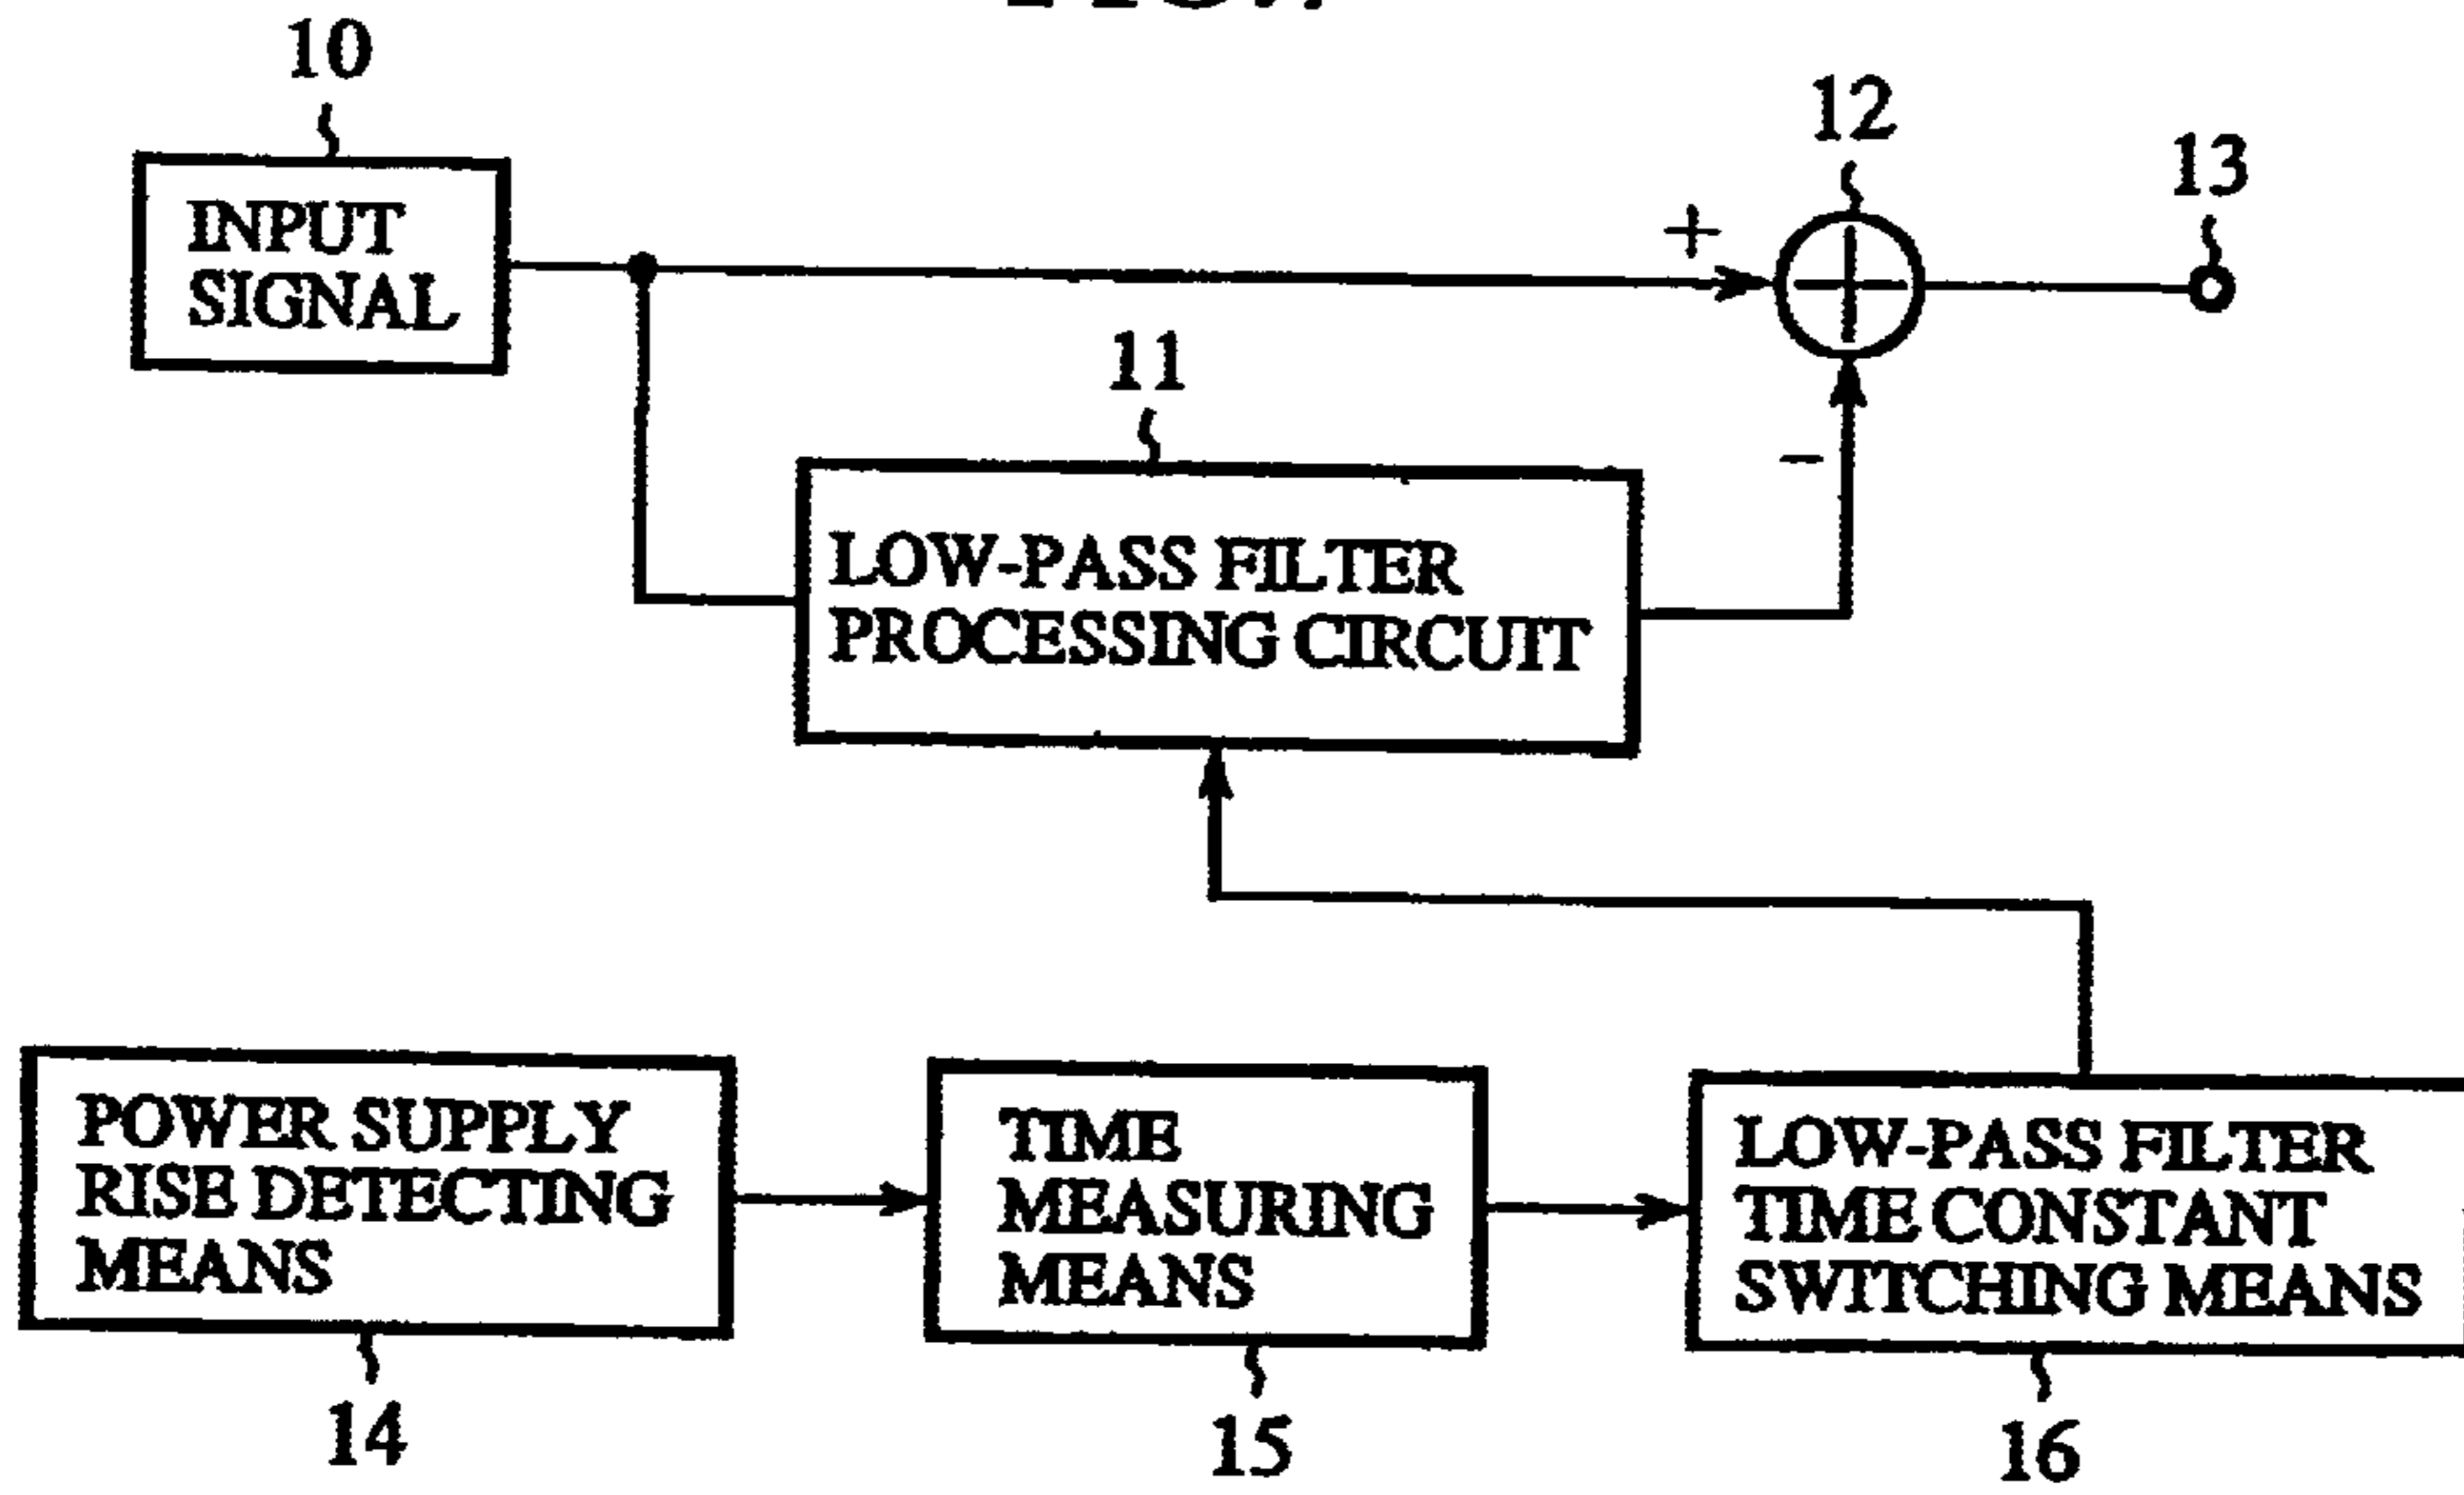 10
INPUT
SIGNAL
+
12
13
11
LOW-PASS FILTER
PROCESSING CIRCUIT
−
POWER SUPPLY
RISE DETECTING
MEANS
14
TIME
MEASURING
MEANS
15
LOW-PASS FILTER
TIME CONSTANT
SWITCHING MEANS
16